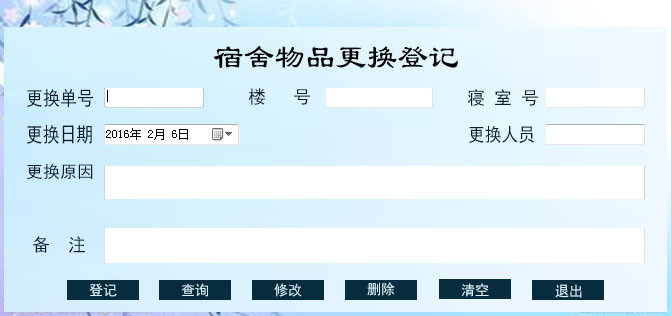 宿舍物品更换登记
更换单号 楼 号 寝 室 号
更换日期 2016年 2月 6日 更换人员
更换原因
备 注
登记 查询 修改 删除 清空 退出